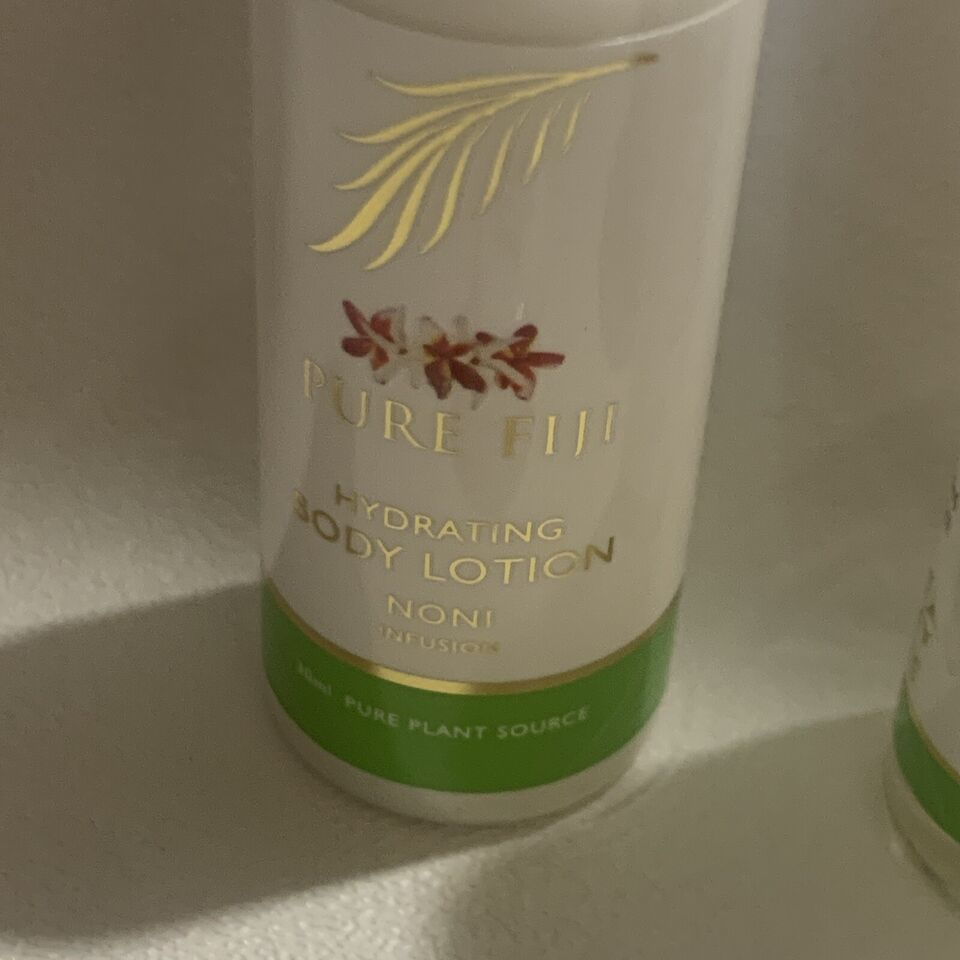 PURE FIJI
HYDRATING
BODY LOTION
NONI
INFUSION
PURE PLANT SOURCE